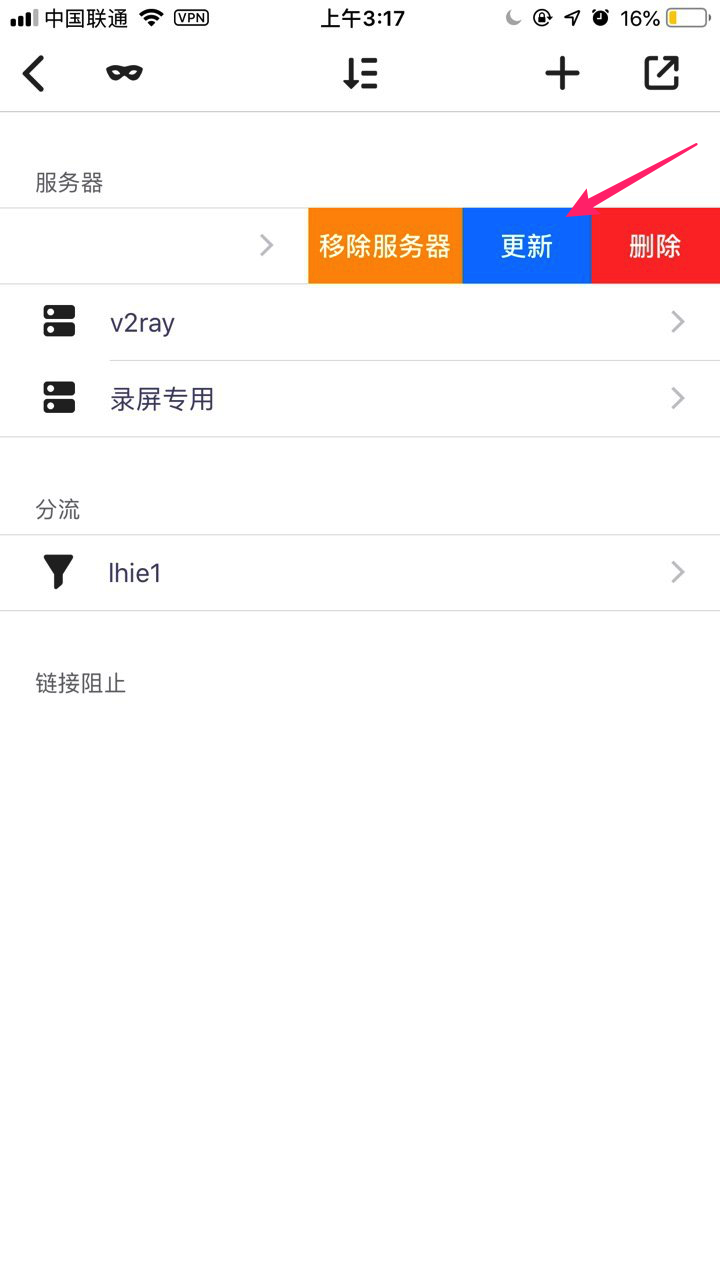 中国联通 VPN 上午3:17 16%
服务器
移除服务器 更新 删除
v2ray
录屏专用
分流
lhie1
链接阻止